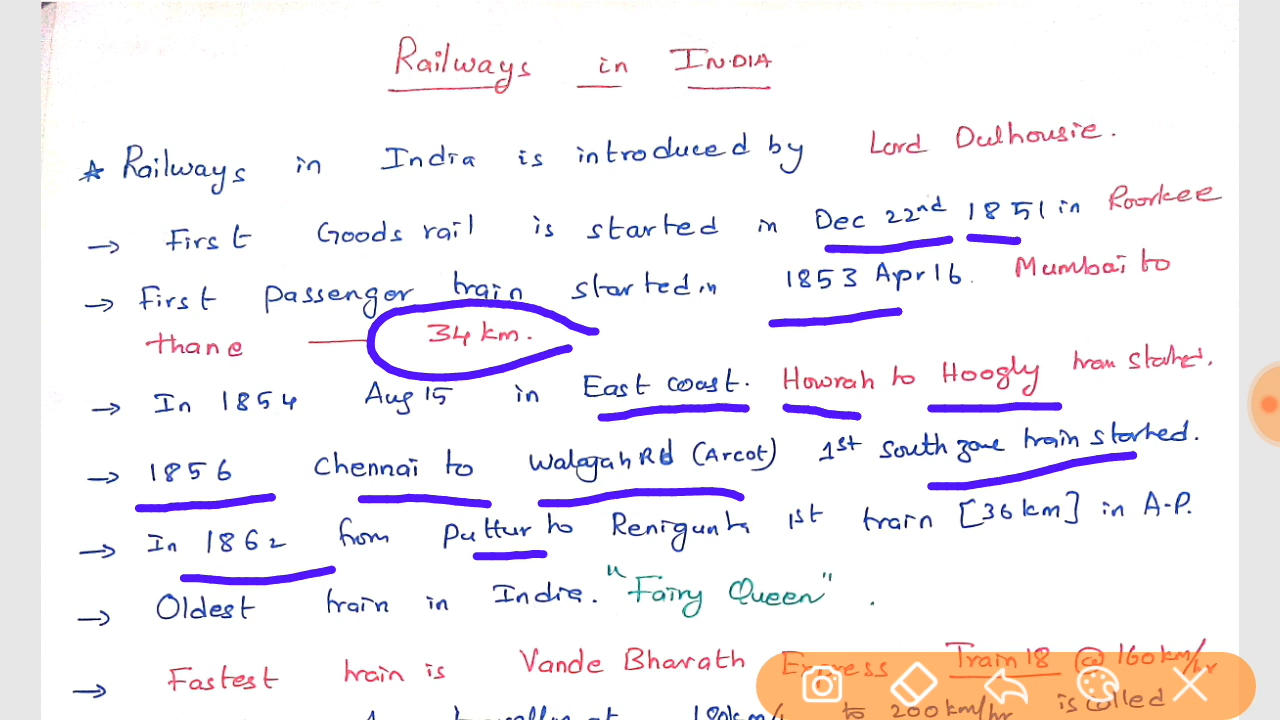 Railways in INDIA
☆ Railways in India is introduced by Lord Dulhousie.
→ First Goods rail is started in Dec 22nd 1851 in Roorkee
→ First passenger train started in 1853 Apr 16. Mumbai to
thane — 34 km.
→ In 1854 Aug 15 in East coast. Howrah to Hoogly train started.
→ 1856 Chennai to Walajah Rd (Arcot) 1st south zone train started.
→ In 1862 from Puttur to Renigunta 1st train [36 km] in A.P.
→ Oldest train in India. "Fairy Queen".
→ Fastest train is Vande Bharath Express Train 18 @ 160 km/hr
to 200 km/hr is called